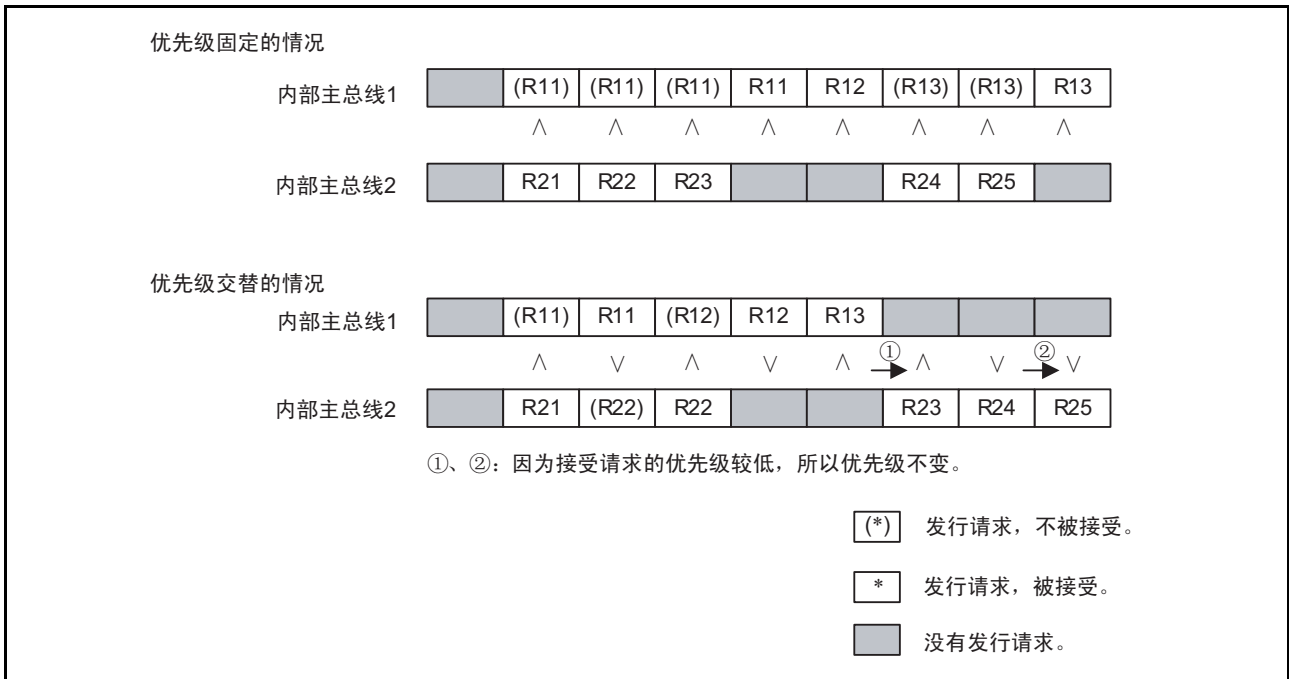 优先级固定的情况
内部主总线1 (R11) (R11) (R11) R11 R12 (R13) (R13) R13
∧ ∧ ∧ ∧ ∧ ∧ ∧ ∧
内部主总线2 R21 R22 R23 R24 R25
优先级交替的情况
内部主总线1 (R11) R11 (R12) R12 R13
∧ ∨ ∧ ∨ ∧ ① ∧ ∨ ② ∨
内部主总线2 R21 (R22) R22 R23 R24 R25
①、②：因为接受请求的优先级较低，所以优先级不变。
(*) 发行请求，不被接受。
* 发行请求，被接受。
没有发行请求。